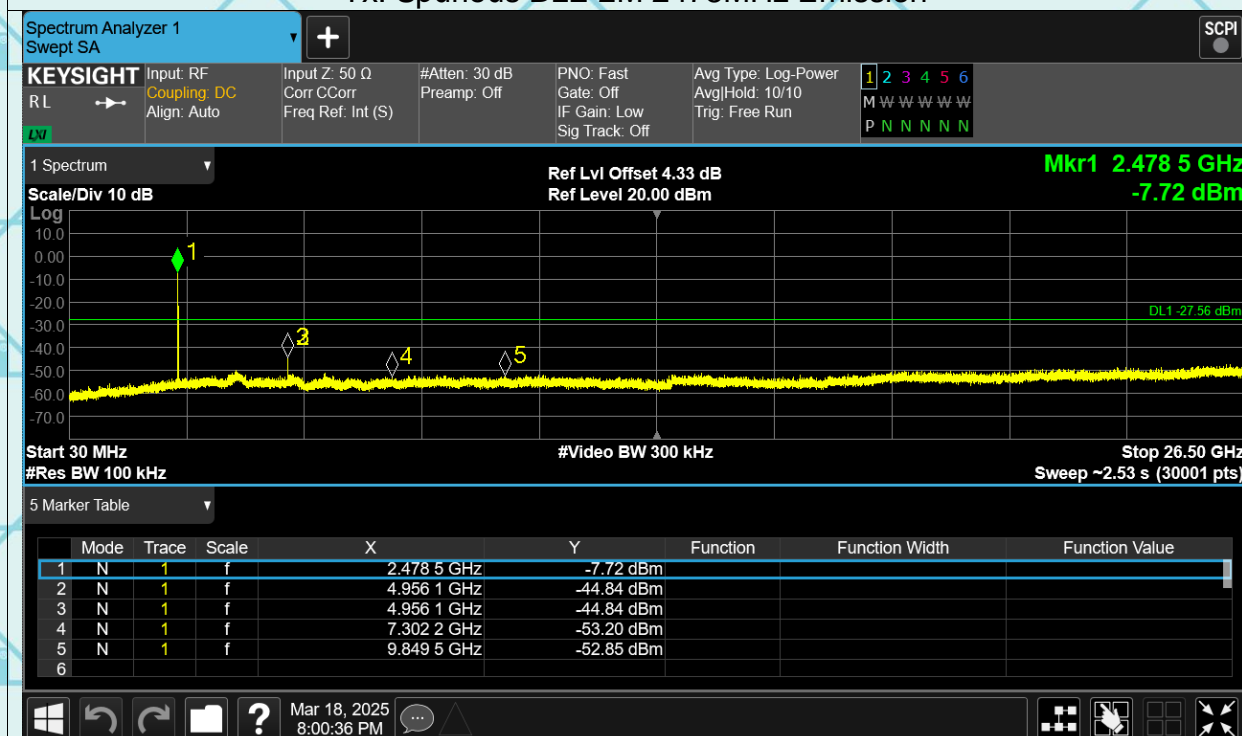 Spectrum Analyzer 1
Swept SA
+
SCPI
KEYSIGHT
RL
LXI
Input: RF
Coupling: DC
Align: Auto
Input Z: 50 Ω
Corr CCorr
Freq Ref: Int (S)
#Atten: 30 dB
Preamp: Off
PNO: Fast
Gate: Off
IF Gain: Low
Sig Track: Off
Avg Type: Log-Power
Avg|Hold: 10/10
Trig: Free Run
1 2 3 4 5 6
M W W W W W
P N N N N N
1 Spectrum
Ref Lvl Offset 4.33 dB
Mkr1 2.478 5 GHz
Scale/Div 10 dB
Ref Level 20.00 dBm
-7.72 dBm
Log
10.0
0.00
-10.0
-20.0
-30.0
-40.0
-50.0
-60.0
-70.0
1
3
4
5
DL1 -27.56 dBm
Start 30 MHz
#Video BW 300 kHz
Stop 26.50 GHz
#Res BW 100 kHz
Sweep ~2.53 s (30001 pts)
5 Marker Table
Mode Trace Scale X Y Function Function Width Function Value
1 N 1 f 2.478 5 GHz -7.72 dBm
2 N 1 f 4.956 1 GHz -44.84 dBm
3 N 1 f 4.956 1 GHz -44.84 dBm
4 N 1 f 7.302 2 GHz -53.20 dBm
5 N 1 f 9.849 5 GHz -52.85 dBm
6
?
Mar 18, 2025
8:00:36 PM